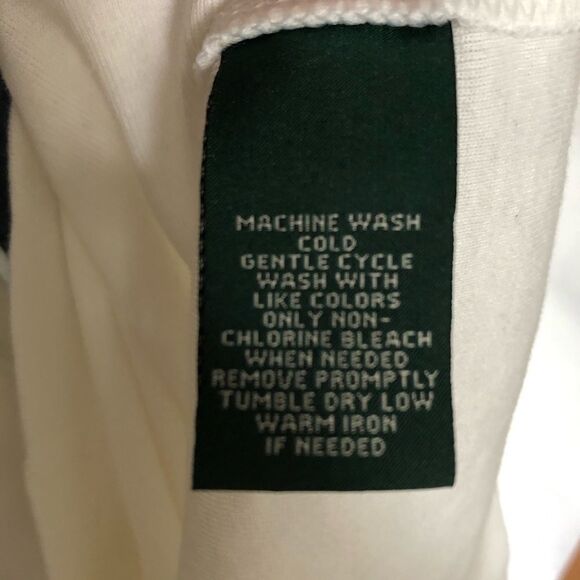 MACHINE WASH
COLD
GENTLE CYCLE
WASH WITH
LIKE COLORS
ONLY NON-
CHLORINE BLEACH
WHEN NEEDED
REMOVE PROMPTLY
TUMBLE DRY LOW
WARM IRON
IF NEEDED